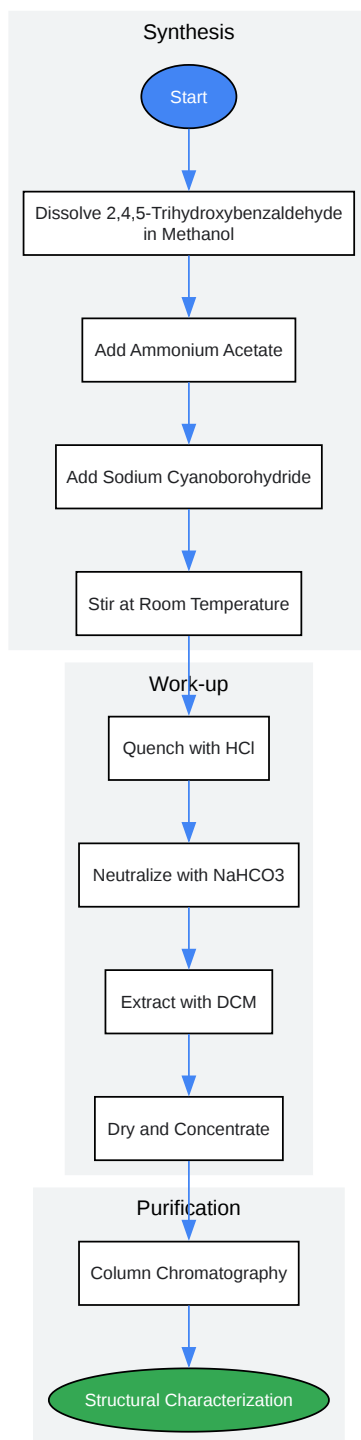 Synthesis
Start
Dissolve 2,4,5-Trihydroxybenzaldehyde
in Methanol
Add Ammonium Acetate
Add Sodium Cyanoborohydride
Stir at Room Temperature
Work-up
Quench with HCl
Neutralize with NaHCO3
Extract with DCM
Dry and Concentrate
Purification
Column Chromatography
Structural Characterization